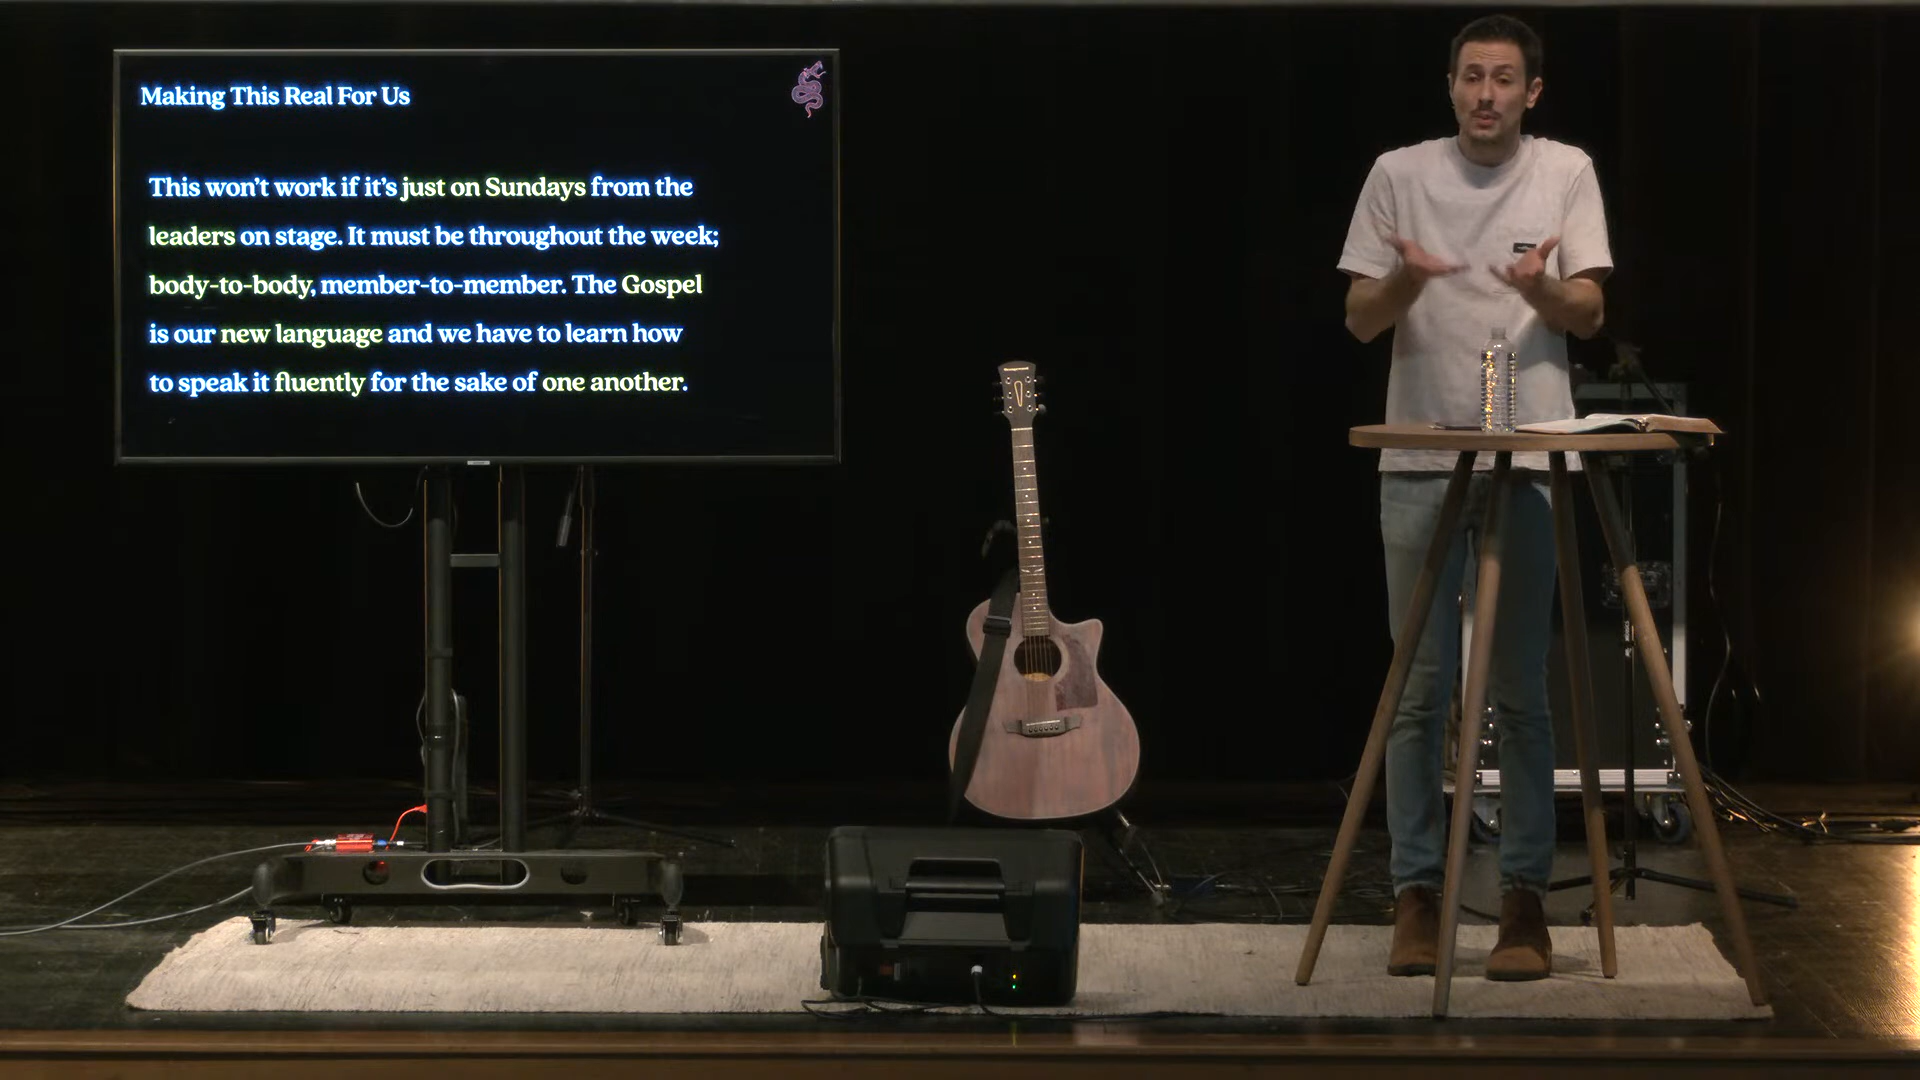 Making This Real For Us
This won't work if it's just on Sundays from the
leaders on stage. It must be throughout the week;
body-to-body, member-to-member. The Gospel
is our new language and we have to learn how
to speak it fluently for the sake of one another.